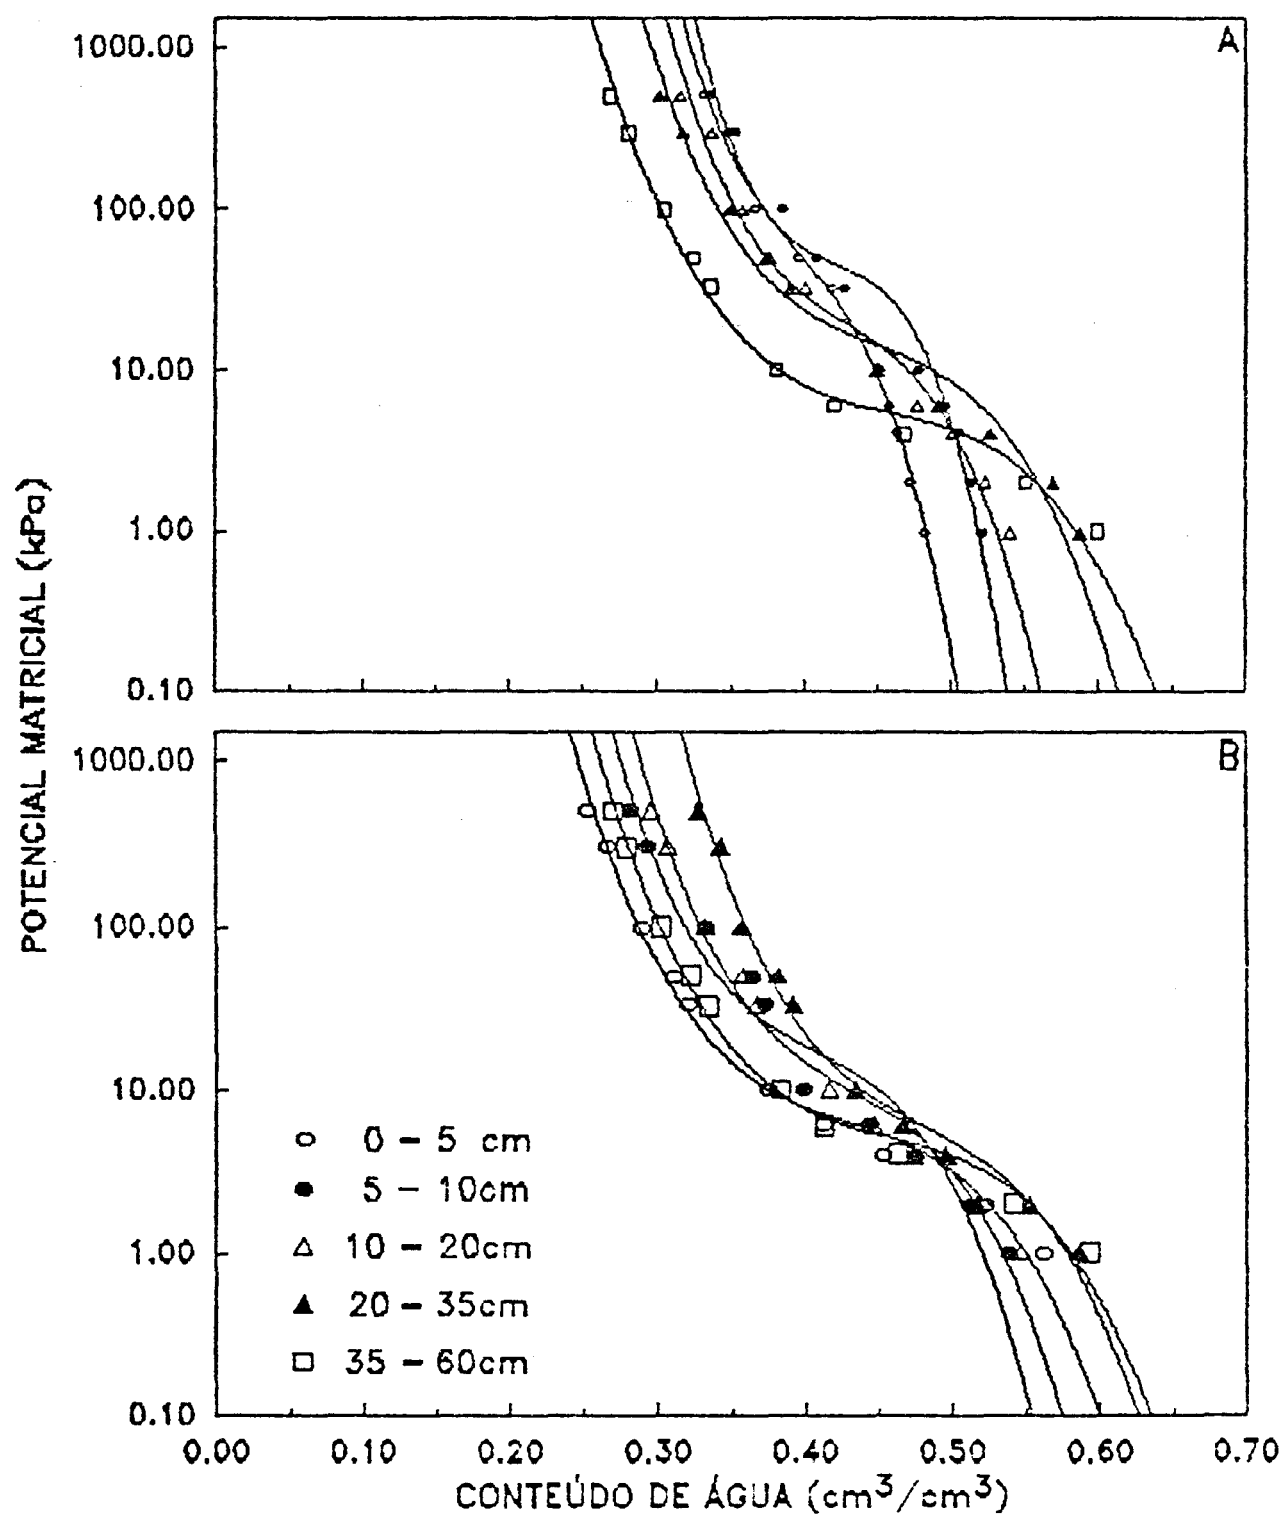 A
1000.00
100.00
10.00
1.00
0.10
POTENCIAL MATRICIAL (kPa)
B
1000.00
100.00
10.00
1.00
0.10
0 – 5 cm
5 – 10cm
10 – 20cm
20 – 35cm
35 – 60cm
0.00 0.10 0.20 0.30 0.40 0.50 0.60 0.70
CONTEÚDO DE ÁGUA (cm³/cm³)